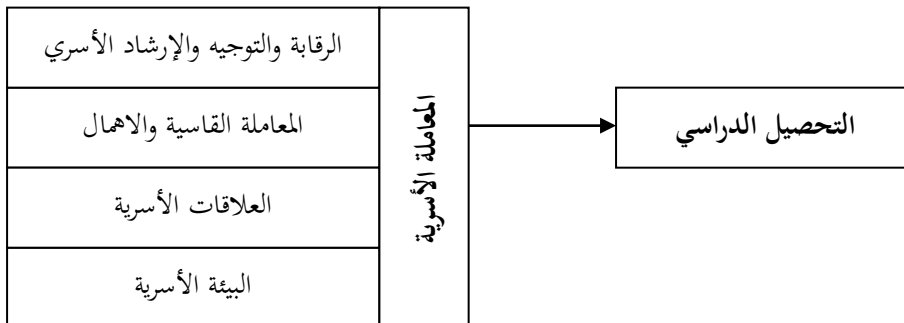 الرقابة والتوجيه والإرشاد الأسري
المعاملة القاسية والاهمال
العلاقات الأسرية
البيئة الأسرية
المعاملة الأسرية
التحصيل الدراسي